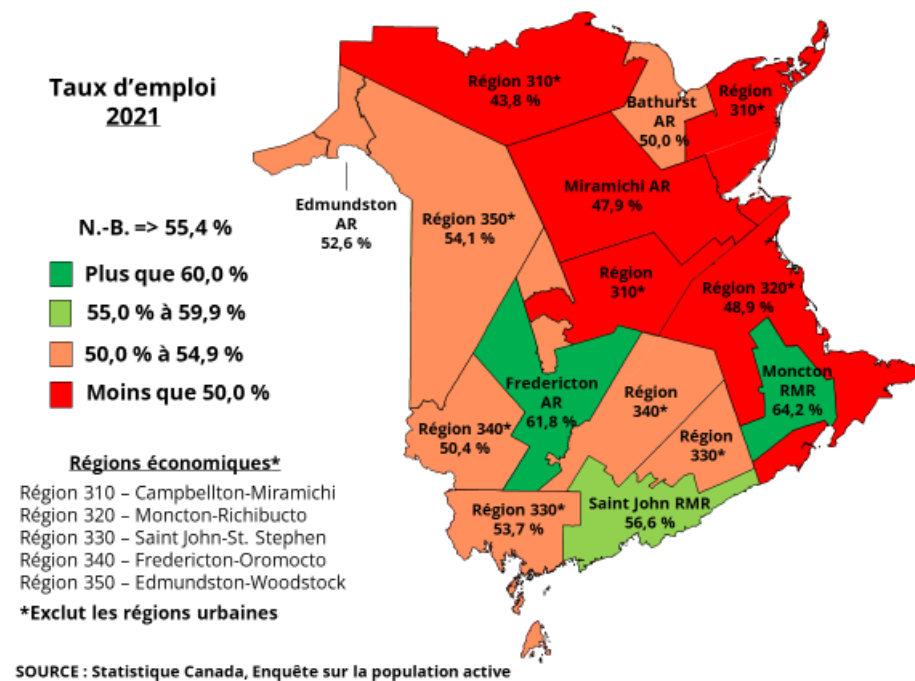 Taux d’emploi
2021
N.-B. => 55,4 %
Plus que 60,0 %
55,0 % à 59,9 %
50,0 % à 54,9 %
Moins que 50,0 %
Régions économiques*
Région 310 – Campbellton-Miramichi
Région 320 – Moncton-Richibucto
Région 330 – Saint John-St. Stephen
Région 340 – Fredericton-Oromocto
Région 350 – Edmundston-Woodstock
*Exclut les régions urbaines
Région 310*
43,8 %
Bathurst
AR
50,0 %
Région
310*
Edmundston
AR
52,6 %
Région 350*
54,1 %
Miramichi AR
47,9 %
Région
310*
Région 320*
48,9 %
Fredericton
AR
61,8 %
Région
340*
Moncton
RMR
64,2 %
Région 340*
50,4 %
Région
330*
Région 330*
53,7 %
Saint John RMR
56,6 %
SOURCE : Statistique Canada, Enquête sur la population active